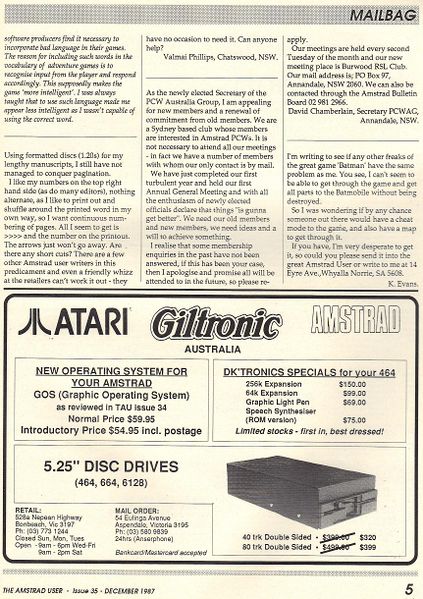 MAILBAG
software producers find it necessary to
incorporate bad language in their games.
The reason for including such words in the
vocabulary of adventure games is to
recognise input from the player and respond
accordingly. This supposedly makes the
game 'more intelligent'. I was always
taught that to use such language made me
appear less intelligent as I wasn't capable of
using the correct word.
Using formatted discs (1.20s) for my
lengthy manuscripts, I still have not
managed to conquer pagination.
I like my numbers on the top right
hand side (as do many editors), nothing
alternate, as I like to print out and
shuffle around the printed word in my
own way, so I want continuous num-
bering of pages. All I seem to get is
>>>> and the number on the printous.
The arrows just won't go away. Are
there any short cuts? There are a few
other Amstrad user writers in this
predicament and even a friendly whizz
at the retailers can't work it out - they
have no occasion to need it. Can anyone
help?
Valmai Phillips, Chatswood, NSW.
As the newly elected Secretary of the
PCW Australia Group, I am appealing
for new members and a renewal of
commitment from old members. We are
a Sydney based club whose members
are interested in Amstrad PCWs. It is
not necessary to attend all our meetings
- in fact we have a number of members
with whom our only contact is by mail.
We have just completed our first
turbulent year and held our first
Annual General Meeting and with all
the enthusiasm of newly elected
officials declare that things "is gunna
get better". We need our old members
and new members, we need ideas and a
will to achieve something.
I realise that some membership
enquiries in the past have not been
answered, if this has been your case,
then I apologise and promise all will be
attended to in the future, so please re-
apply.
Our meetings are held every second
Tuesday of the month and our new
meeting place is Burwood RSL Club.
Our mail address is; PO Box 97,
Annandale, NSW 2060. We can also be
contacted through the Amstrad Bulletin
Board 02 981 2966.
David Chamberlain, Secretary PCWAG,
Annandale, NSW.
I'm writing to see if any other freaks of
the great game 'Batman' have the same
problem as me. You see, I can't seem to
be able to get through the game and get
all parts to the Batmobile without being
destroyed.
So I was wondering if by any chance
someone out there would have a cheat
mode to the game, and also have a map
to get through it.
If you have, I'm very desperate to get
it, so could you please send it into the
great Amstrad User or write to me at 14
Eyre Ave.,Whyalla Norrie, SA 5608.
K. Evans.
ATARI Giltronic AMSTRAD
AUSTRALIA
NEW OPERATING SYSTEM FOR
YOUR AMSTRAD
GOS (Graphic Operating System)
as reviewed in TAU issue 34
Normal Price $59.95
Introductory Price $54.95 incl. postage
DK'TRONICS SPECIALS for your 464
256k Expansion $150.00
64k Expansion $99.00
Graphic Light Pen $69.00
Speech Synthesiser
(ROM version) $75.00
Limited stocks - first in, best dressed!
5.25" DISC DRIVES
(464, 664, 6128)
RETAIL:
528a Nepean Highway
Bonbeach, Vic 3197
Ph: (03) 773 1244
Closed Sun, Mon, Tues
Open - 9am - 6pm Wed-Fri
- 9am - 2pm Sat
MAIL ORDER:
54 Eulinga Avenue
Aspendale, Victoria 3195
Ph: (03) 580 9839
24hts (Anserphone)
Bankcard/Mastercard accepted
40 trk Double Sided - $399.00 $320
80 trk Double Sided - $499.00 $399
THE AMSTRAD USER - Issue 35 - DECEMBER 1987
5